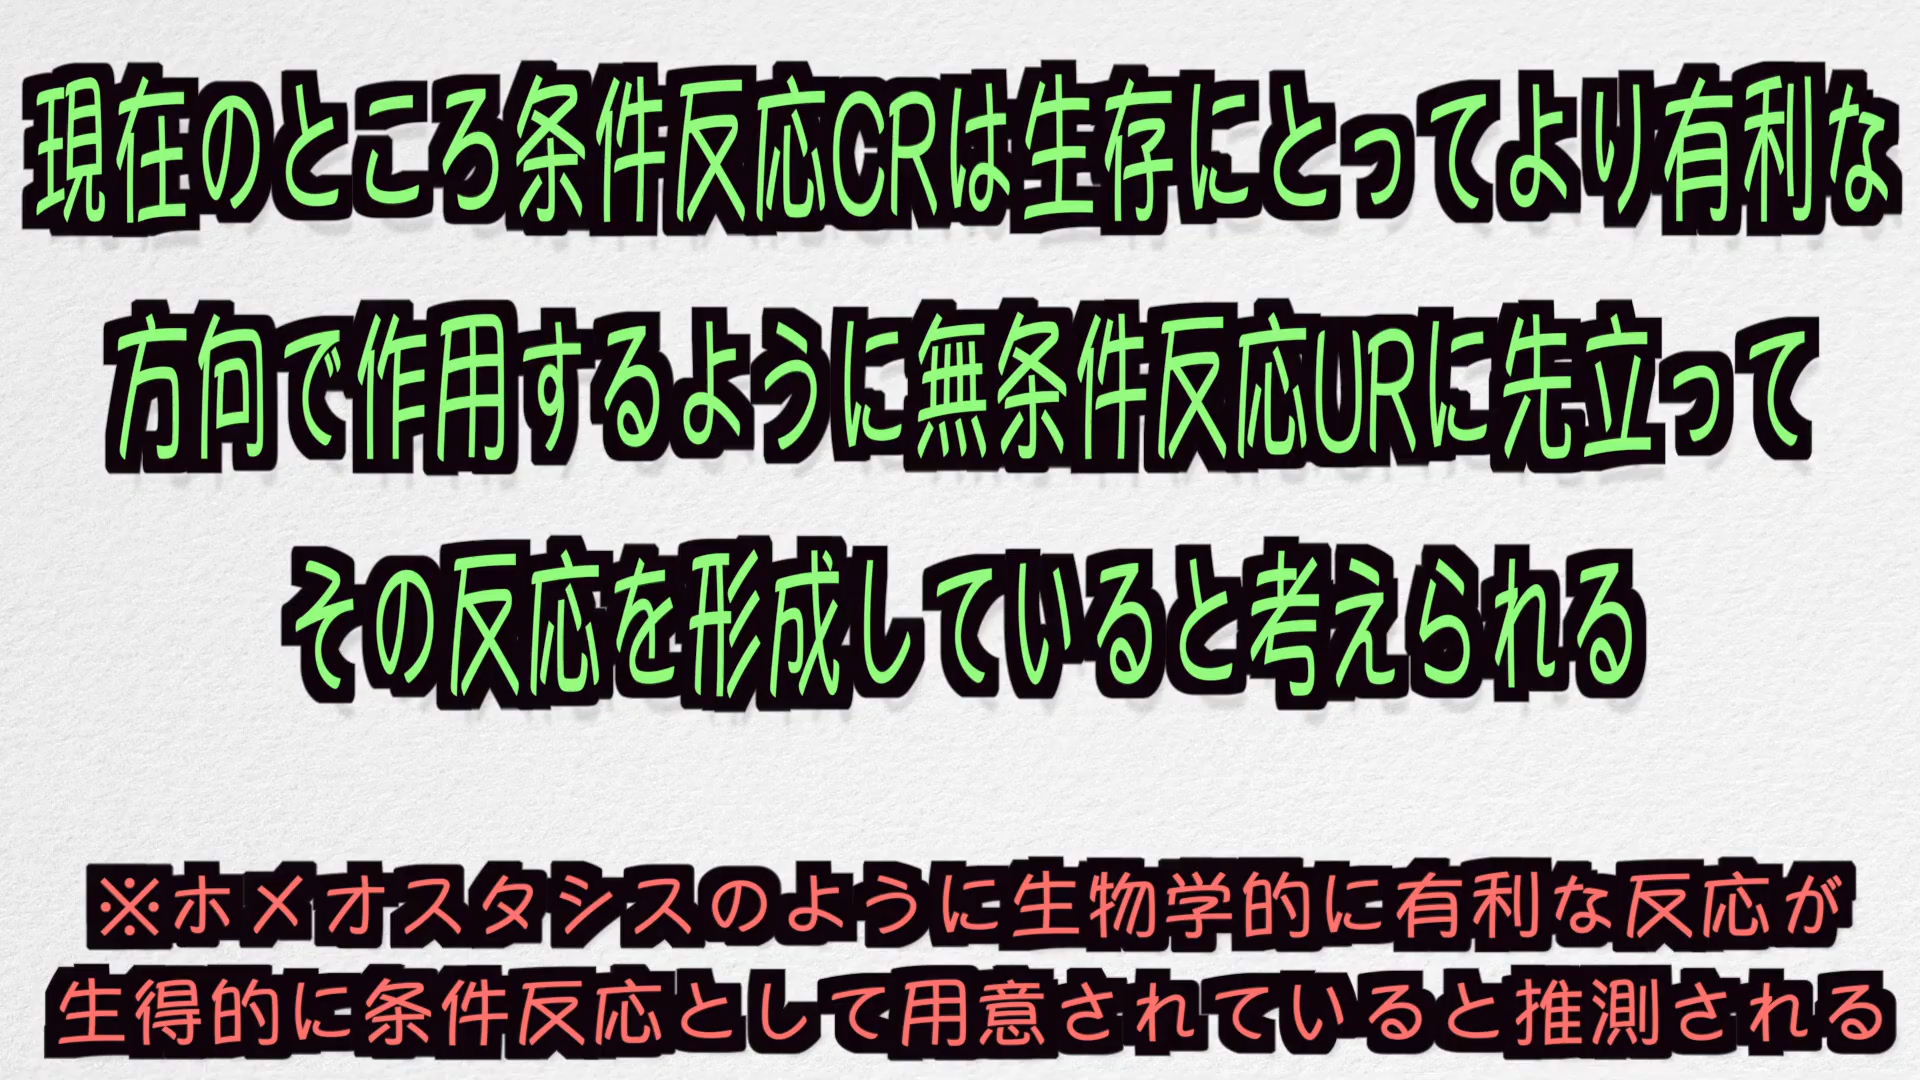 現在のところ条件反応CRは生存にとってより有利な
方向で作用するように無条件反応URに先立って
その反応を形成していると考えられる
※ホメオスタシスのように生物学的に有利な反応が
生得的に条件反応として用意されていると推測される